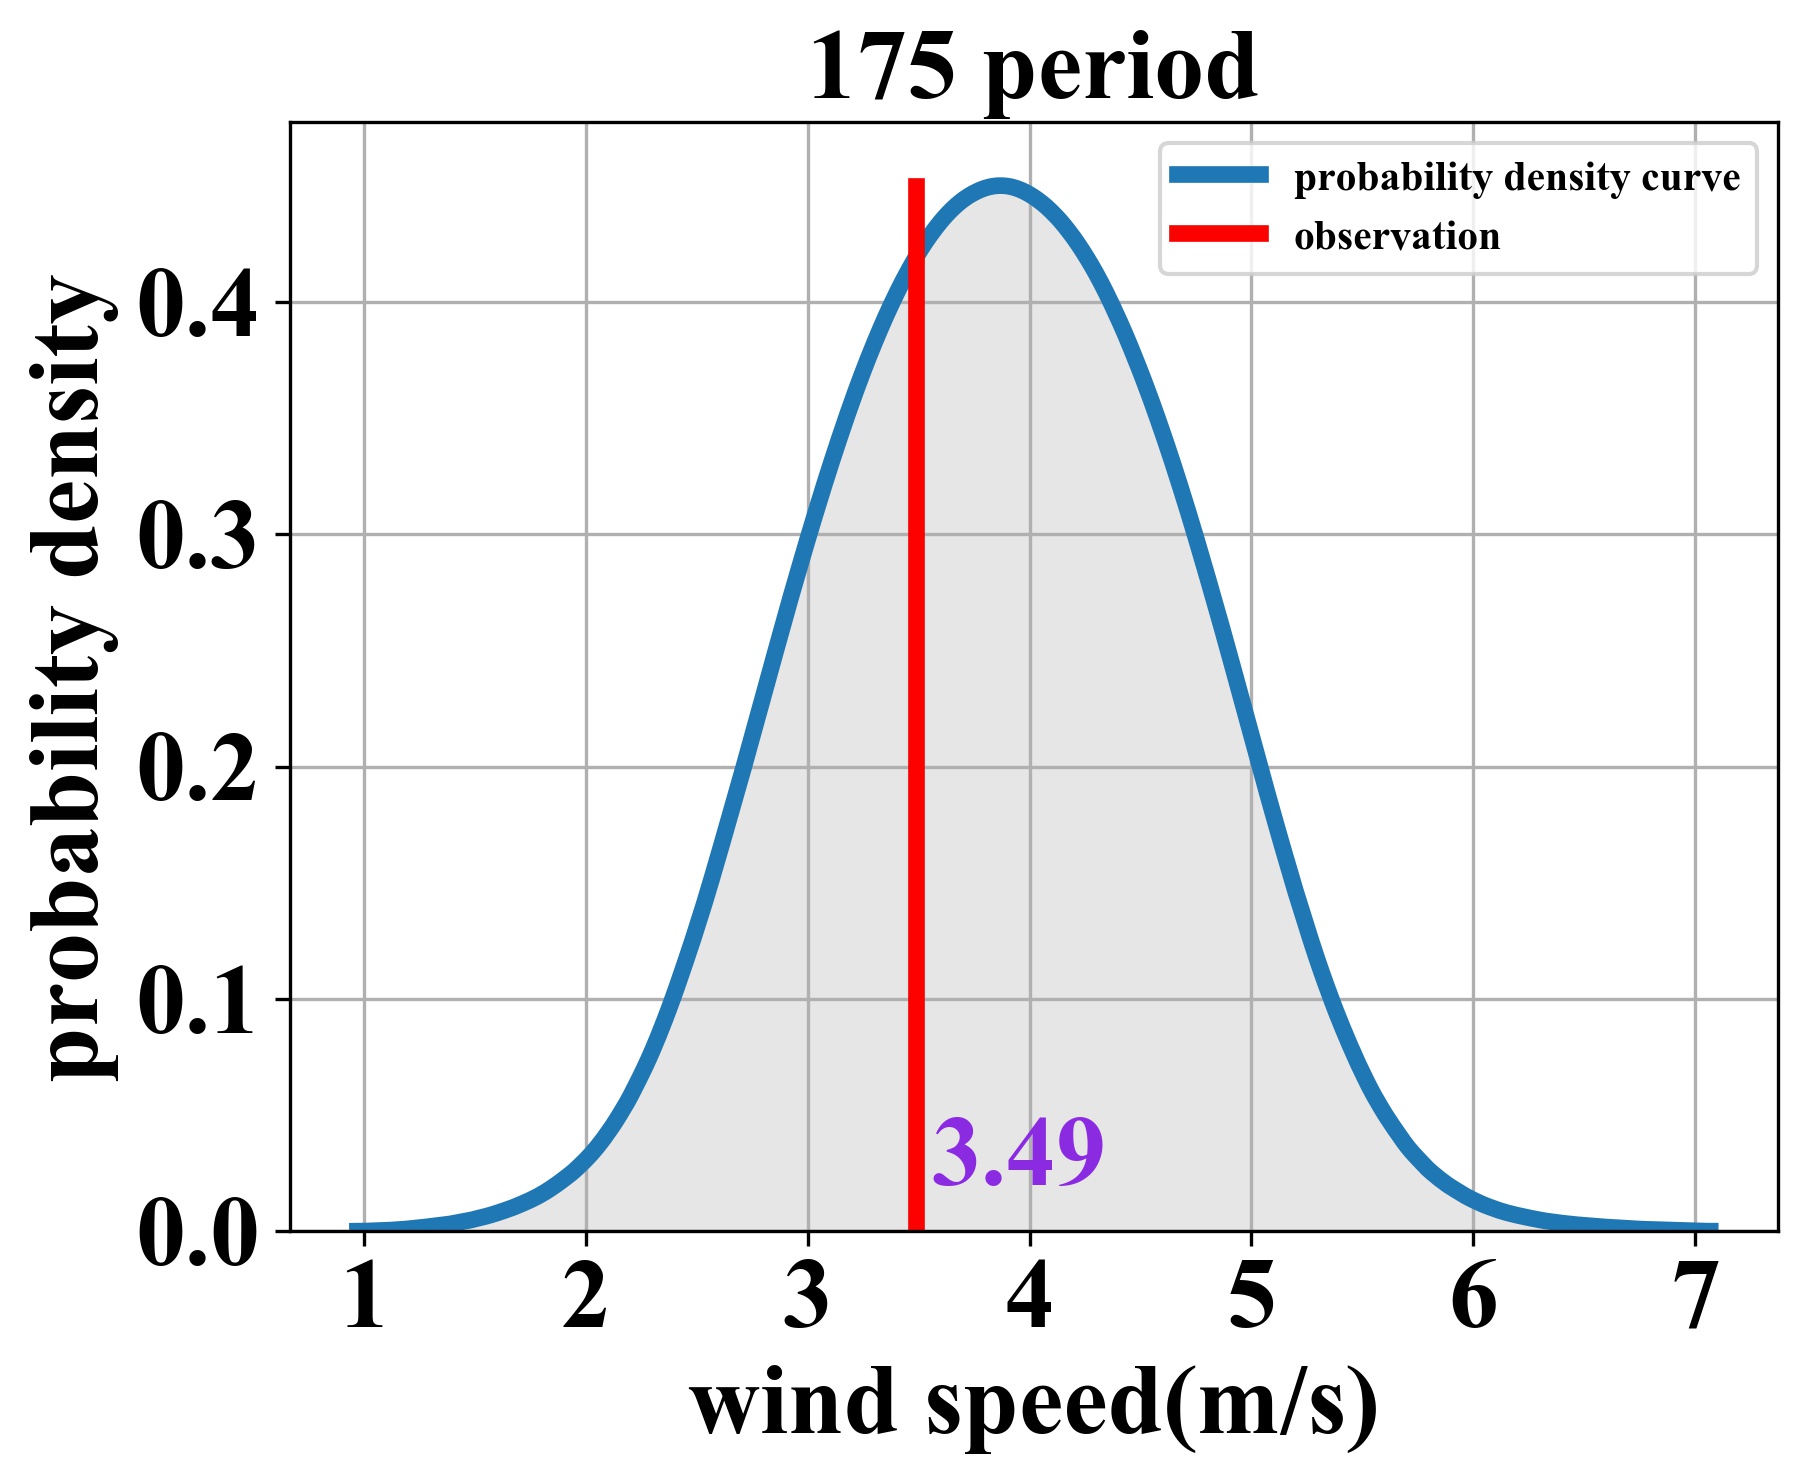 175 period
probability density curve
observation
probability density
0.4
0.3
0.2
0.1
0.0
3.49
1 2 3 4 5 6 7
wind speed(m/s)